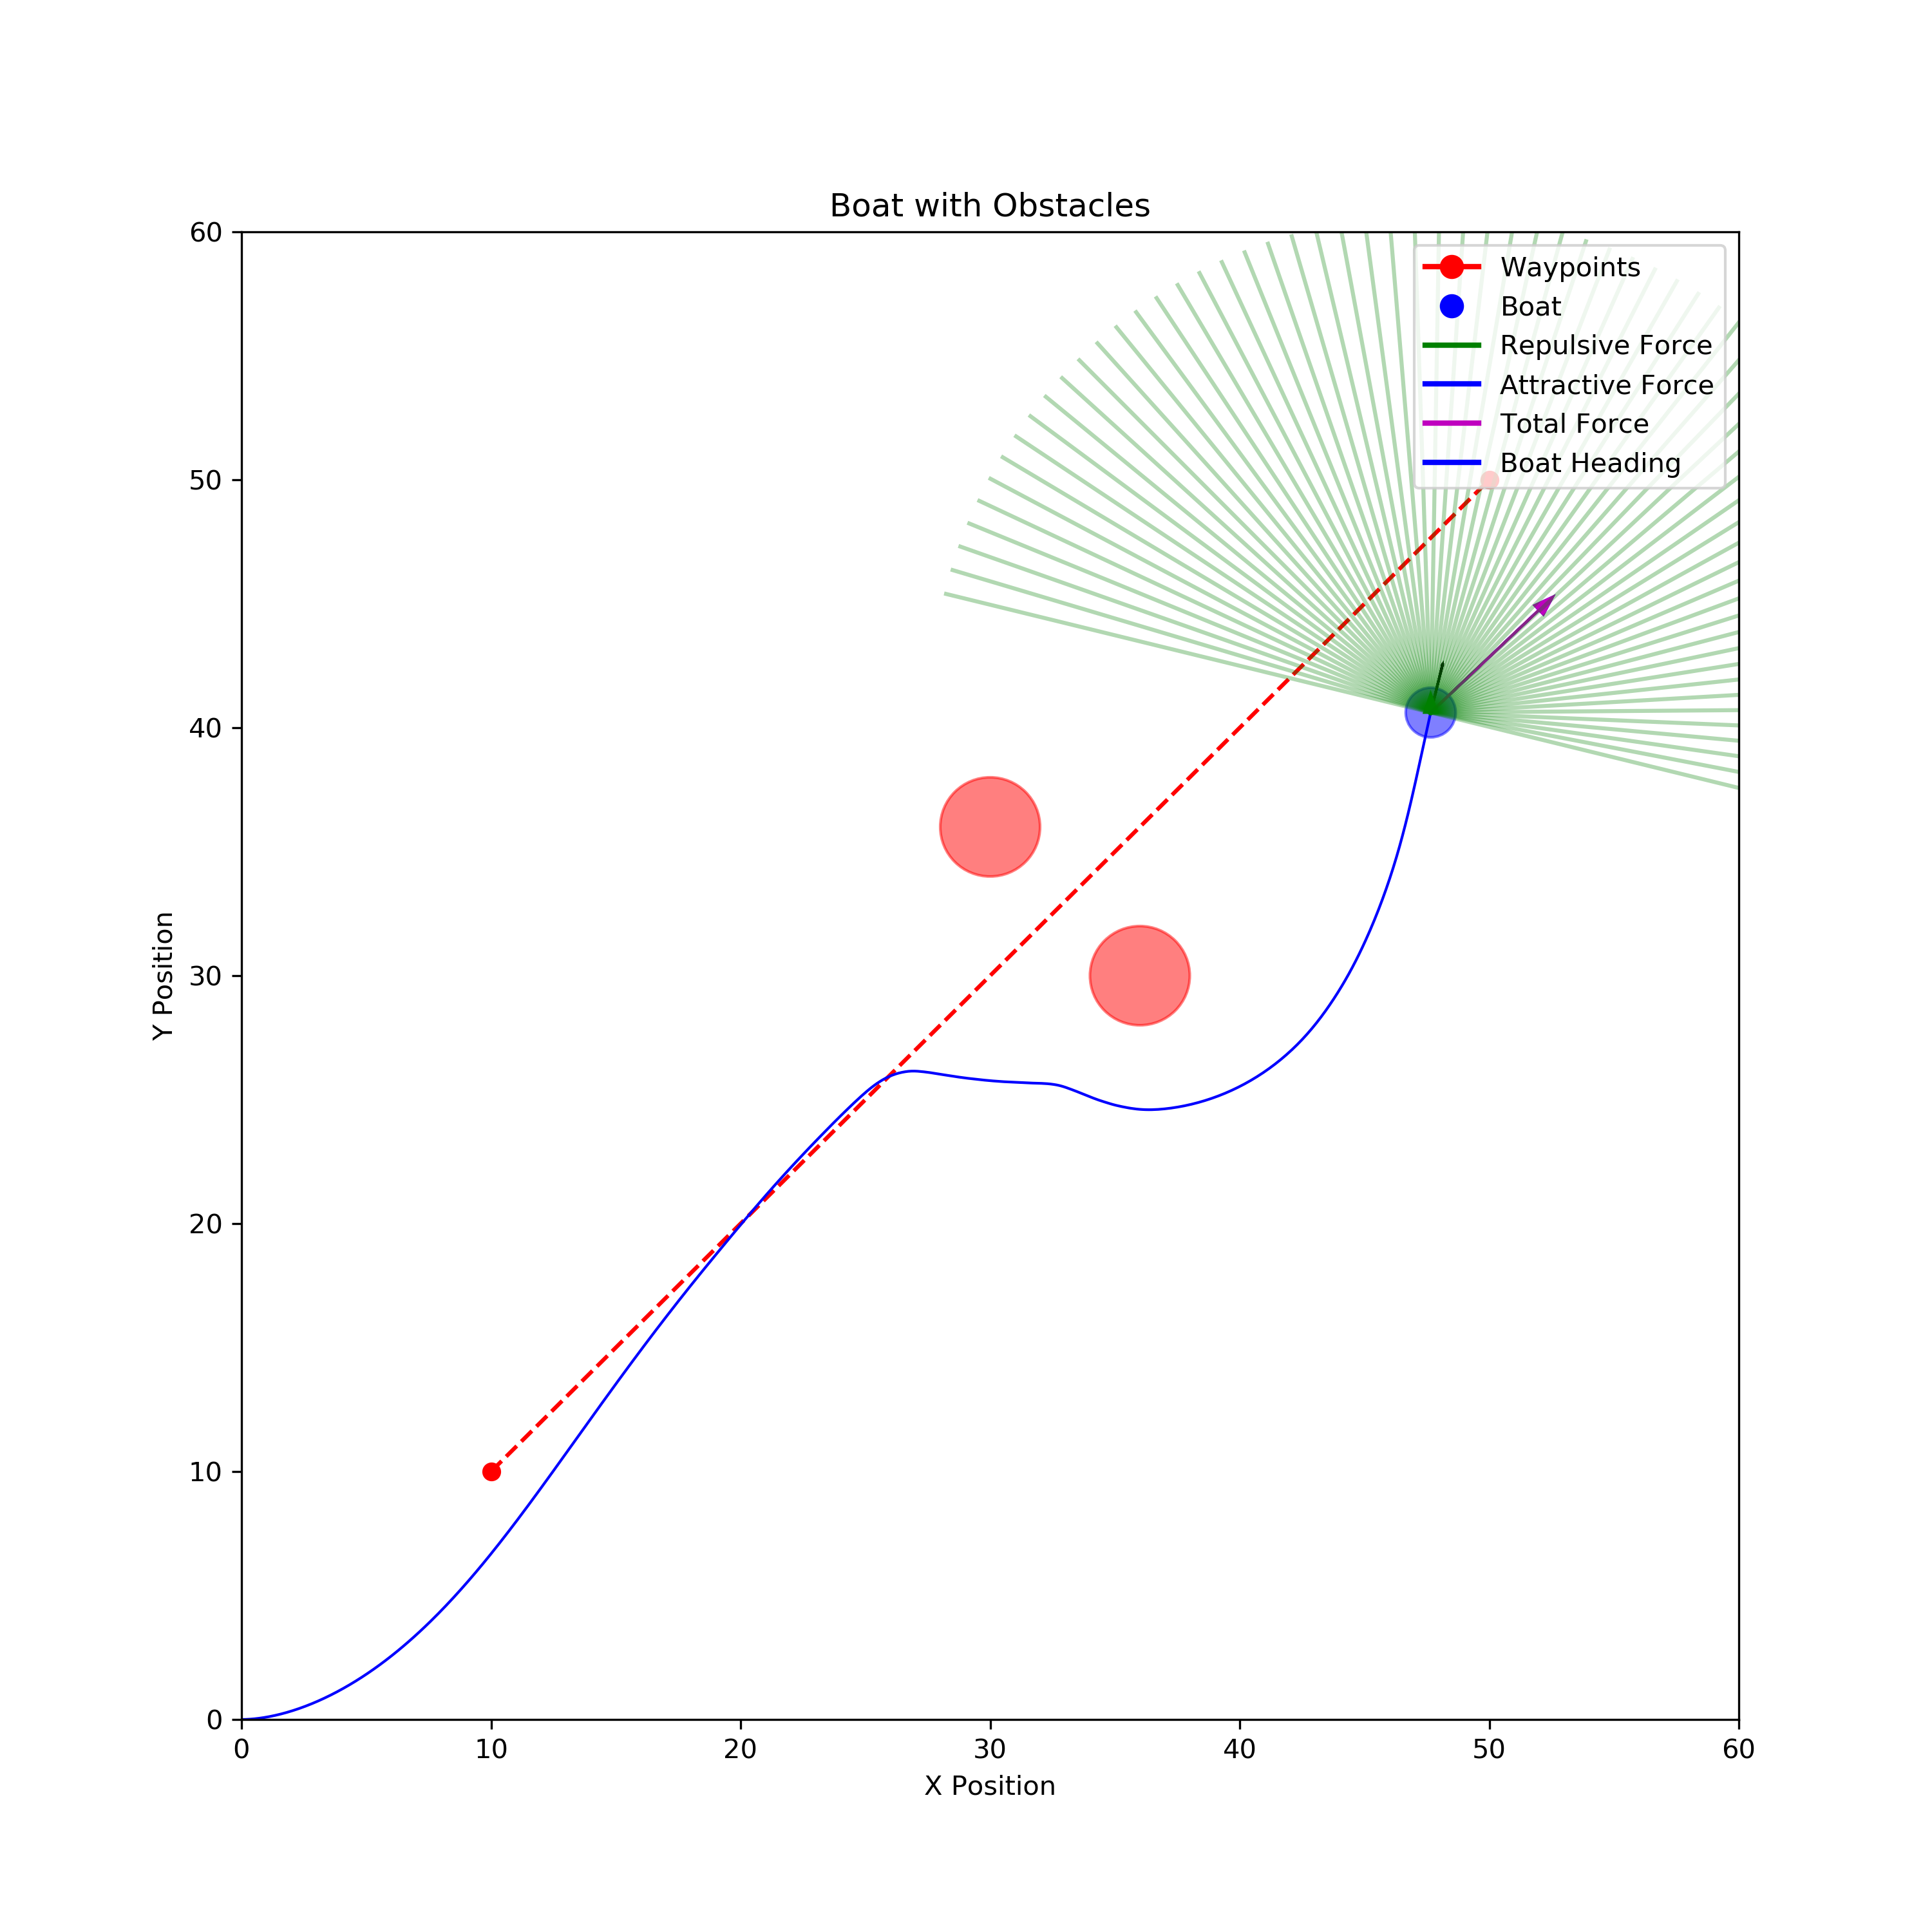 Boat with Obstacles
Waypoints
Boat
Repulsive Force
Attractive Force
Total Force
Boat Heading
60
50
40
30
20
10
0
Y Position
0 10 20 30 40 50 60
X Position